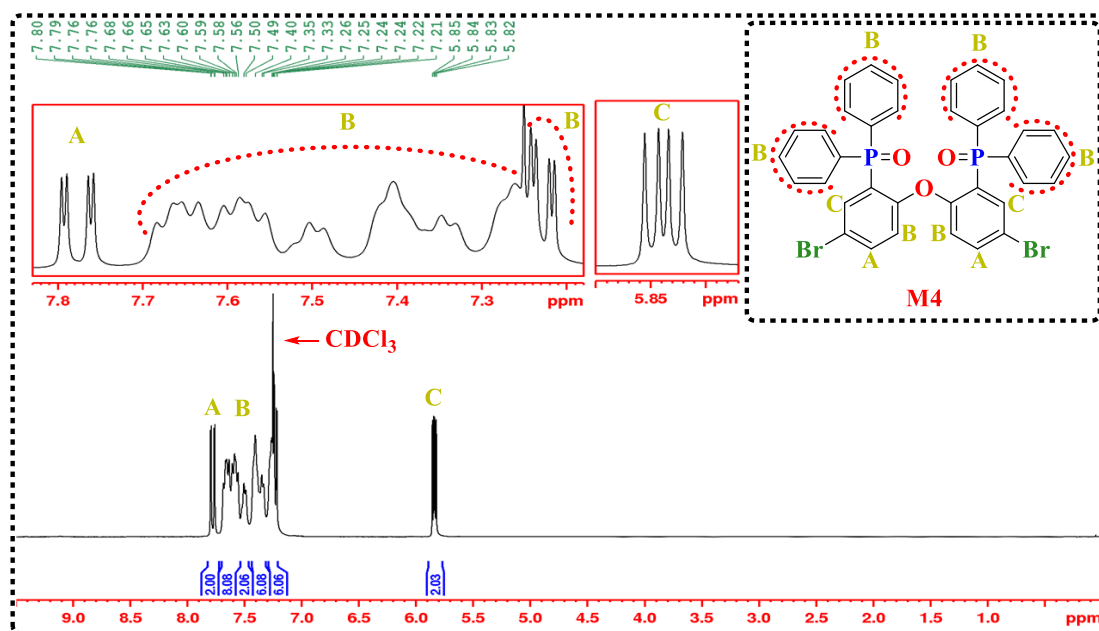 7.80 7.79 7.76 7.76 7.68 7.66 7.65 7.63 7.60 7.59 7.58 7.56 7.50 7.49 7.40 7.35 7.33 7.26 7.25 7.24 7.24 7.22 7.21 5.85 5.84 5.83 5.82
A B B
7.8 7.7 7.6 7.5 7.4 7.3 ppm
C
5.85 ppm
B B
B P=O O=P B
C O C
Br B B Br
A A
M4
CDCl3
A B C
2.00 8.08 2.06 6.08 6.06 2.03
9.0 8.5 8.0 7.5 7.0 6.5 6.0 5.5 5.0 4.5 4.0 3.5 3.0 2.5 2.0 1.5 1.0 ppm